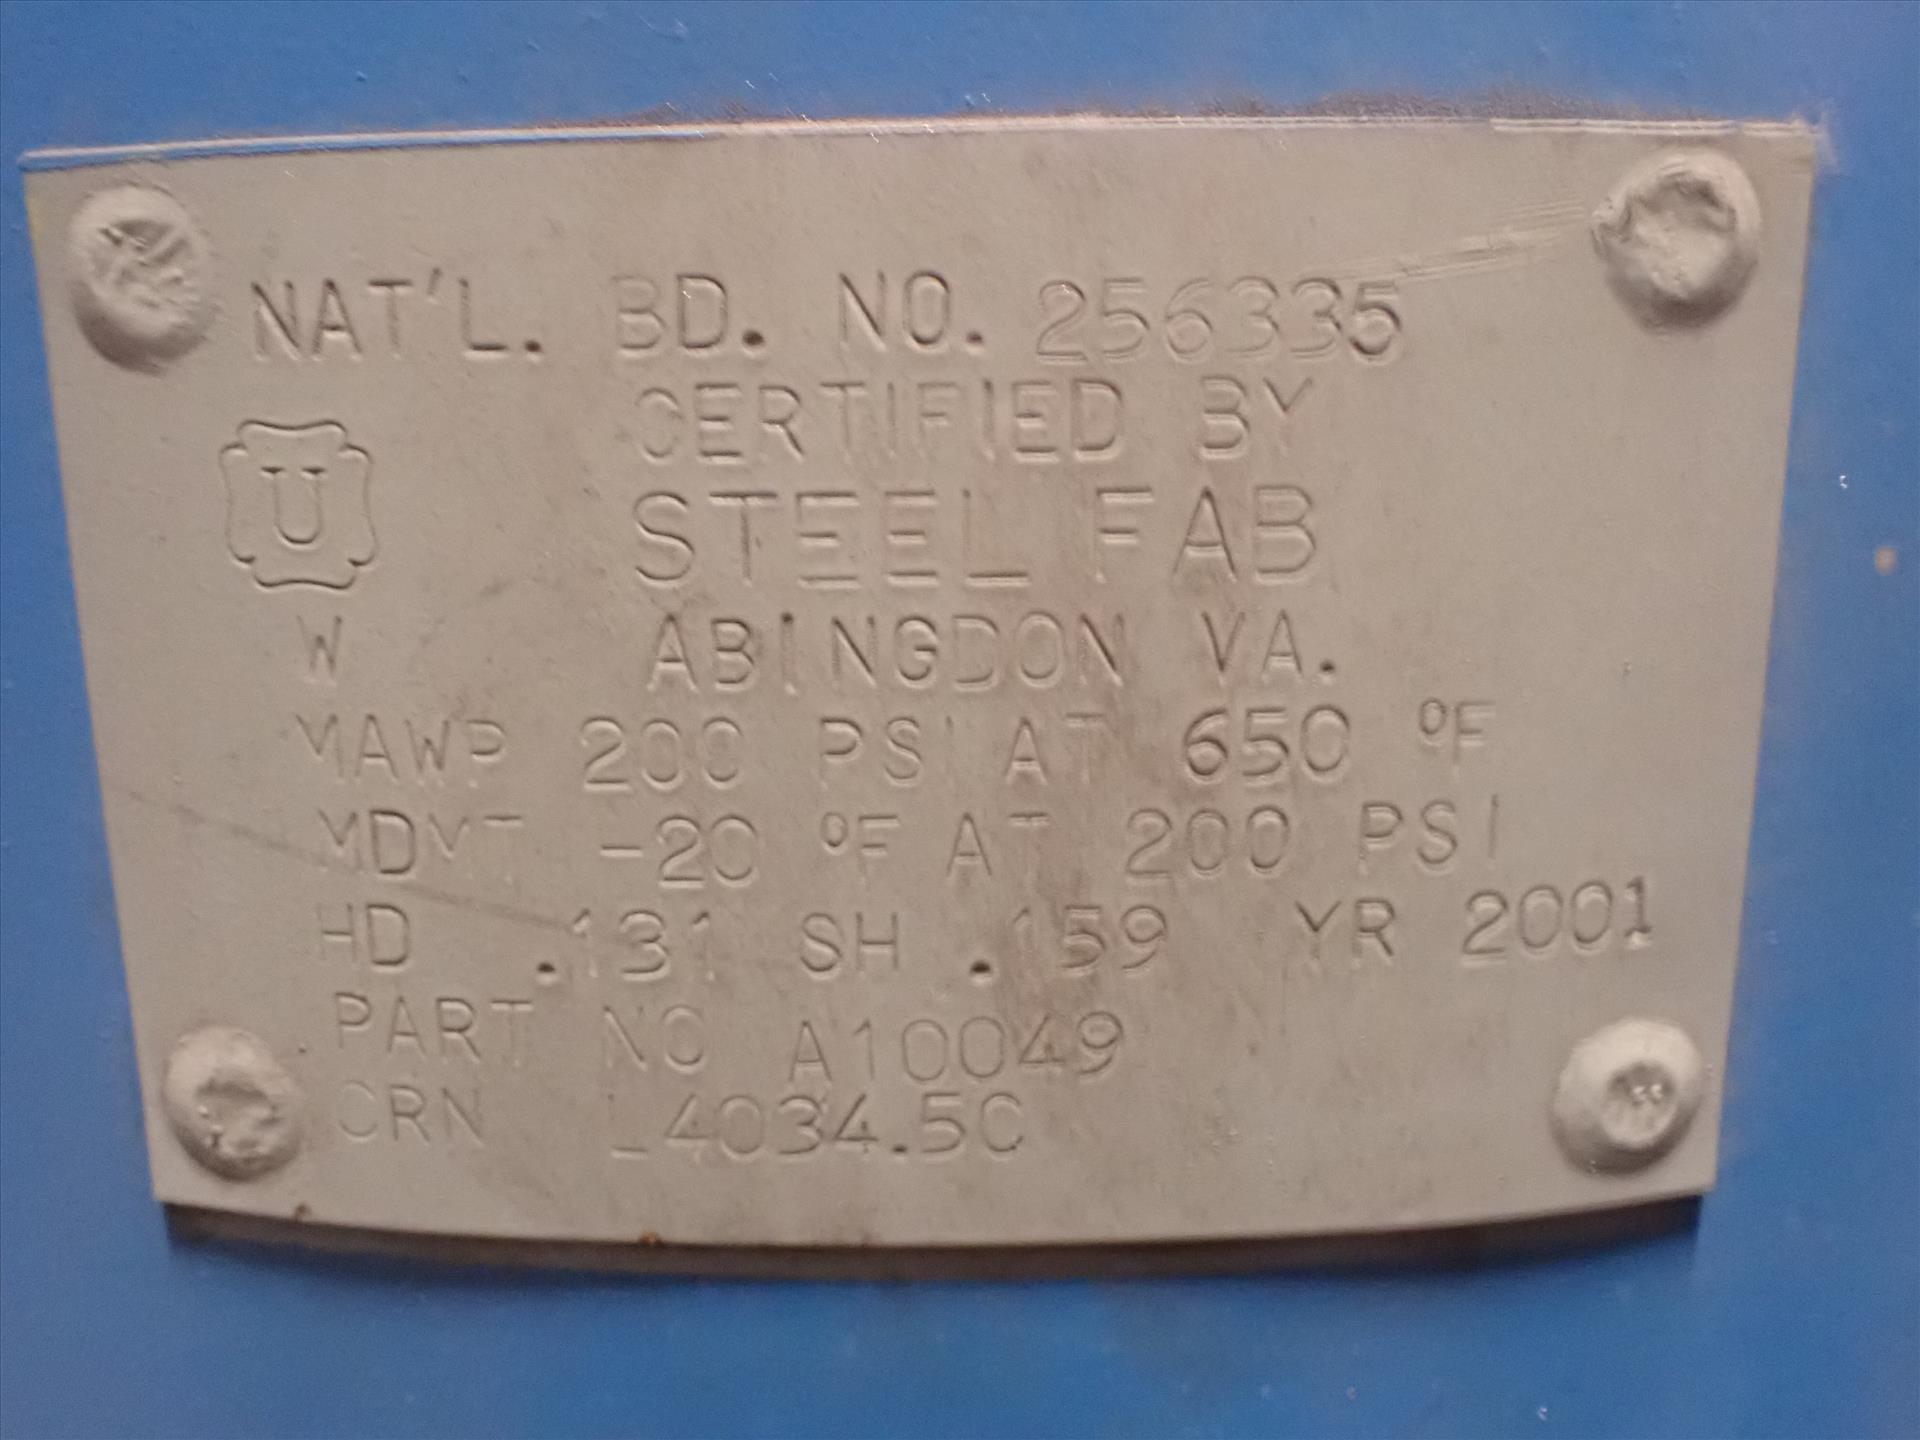 NAT'L. BD. NO. 256335
CERTIFIED BY
U
STEEL FAB
W ABINGDON VA.
MAWP 200 PSI AT 650 °F
MDMT -20 °F AT 200 PSI
HD .131 SH .159 YR 2001
PART NO A10049
CRN L4034.5C